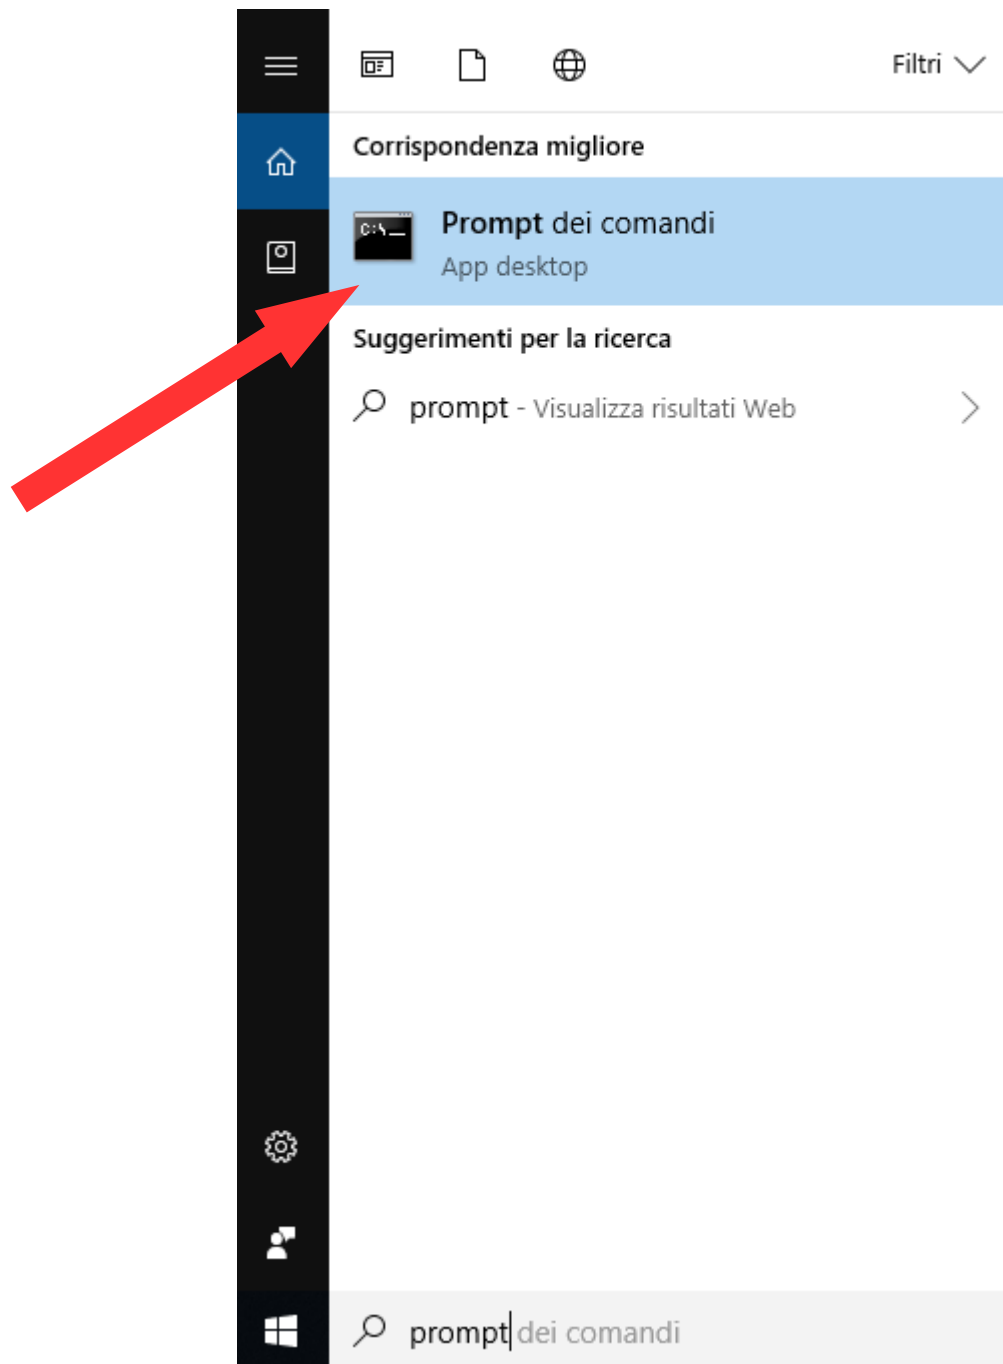 Filtri
Corrispondenza migliore
C:\_
Prompt dei comandi
App desktop
Suggerimenti per la ricerca
prompt - Visualizza risultati Web
prompt dei comandi